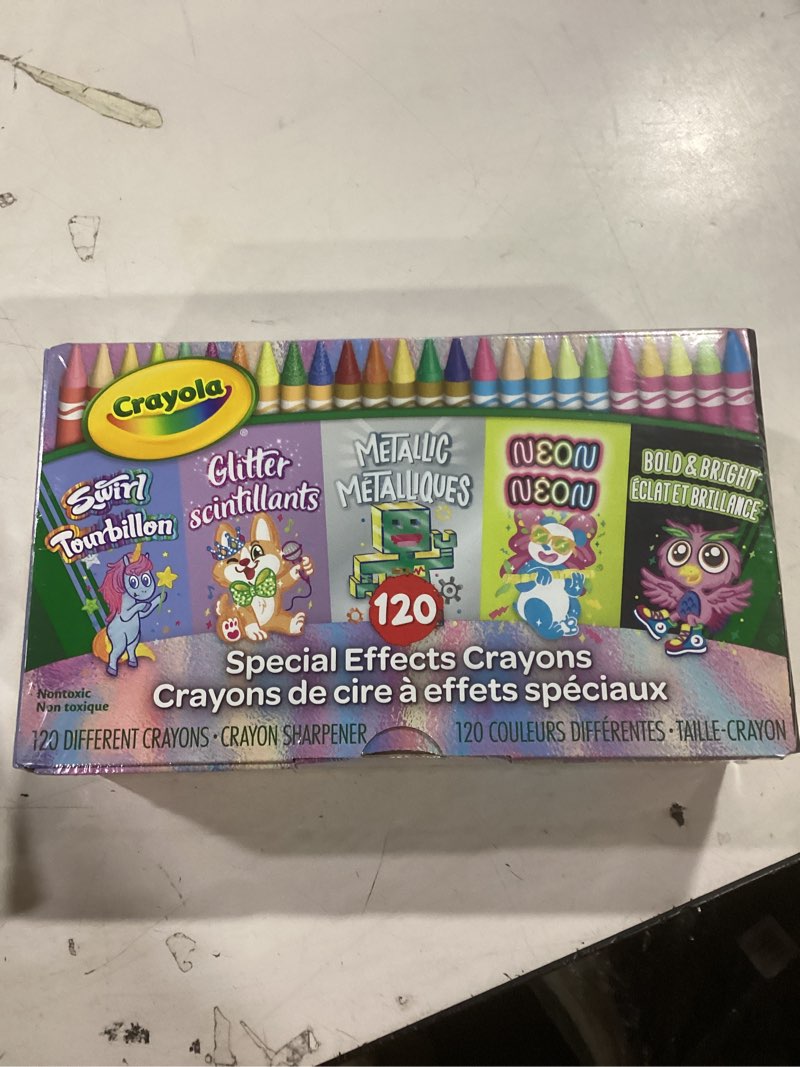 Crayola
®
Swirl
Tourbillon
Glitter
scintillants
METALLIC
MÉTALLIQUES
NEON
NEON
BOLD & BRIGHT
ÉCLAT ET BRILLANCE
120
Special Effects Crayons
Crayons de cire à effets spéciaux
Nontoxic
Non toxique
120 DIFFERENT CRAYONS • CRAYON SHARPENER
120 COULEURS DIFFÉRENTES • TAILLE-CRAYON